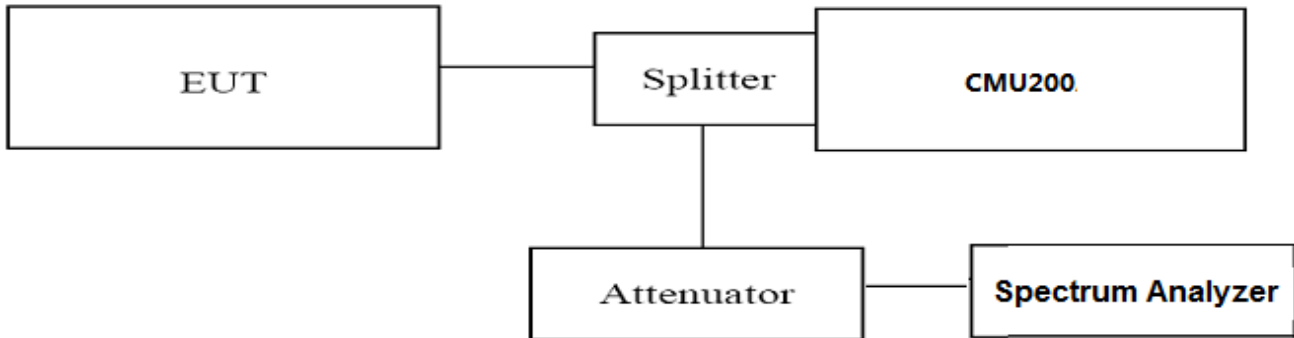 EUT
Splitter
CMU200.
Attenuator
Spectrum Analyzer